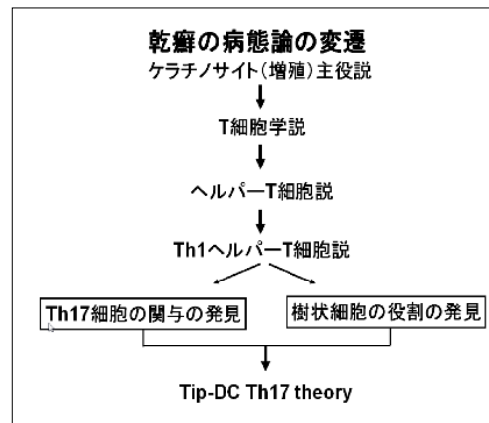 乾癬の病態論の変遷
ケラチノサイト(増殖)主役説
T細胞学説
ヘルパーT細胞説
Th1ヘルパーT細胞説
Th17細胞の関与の発見
樹状細胞の役割の発見
Tip-DC Th17 theory